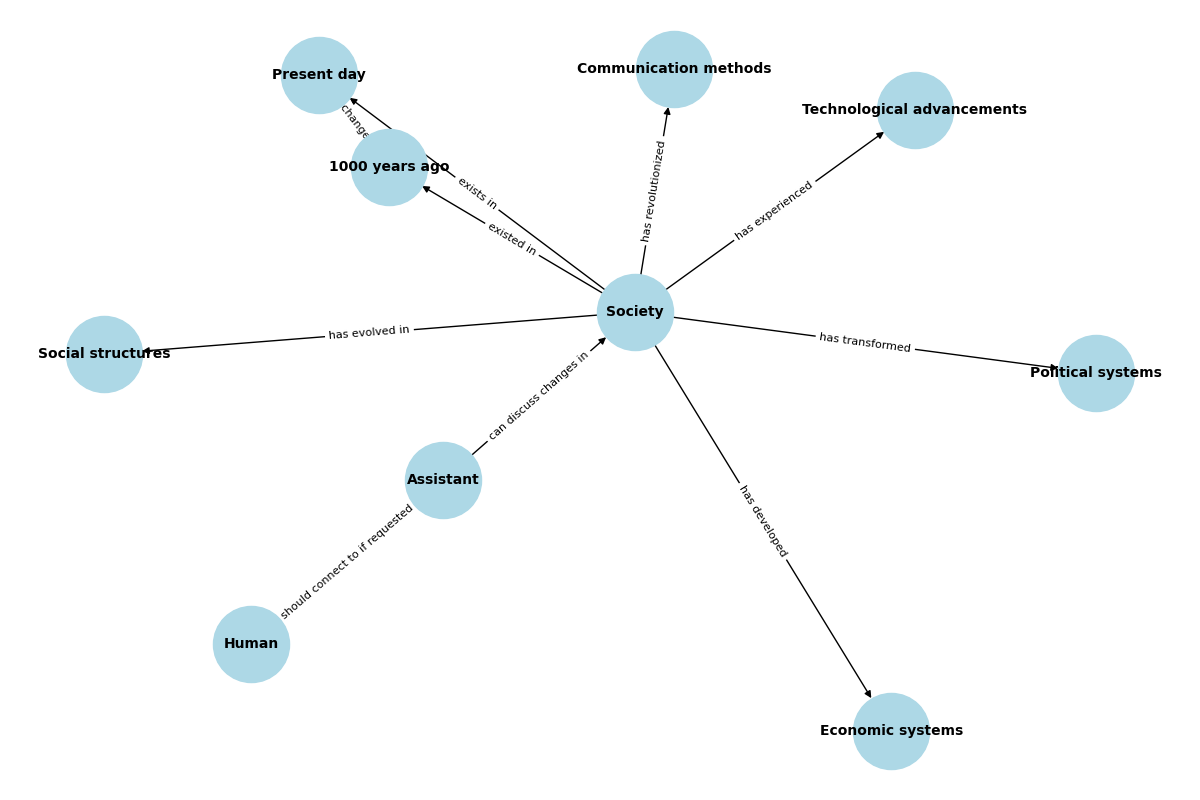 Present day
Communication methods
Technological advancements
change
1000 years ago
exists in
has revolutionized
has experienced
existed in
Society
has evolved in
has transformed
Social structures
Political systems
can discuss changes in
Assistant
has developed
should connect to if requested
Human
Economic systems